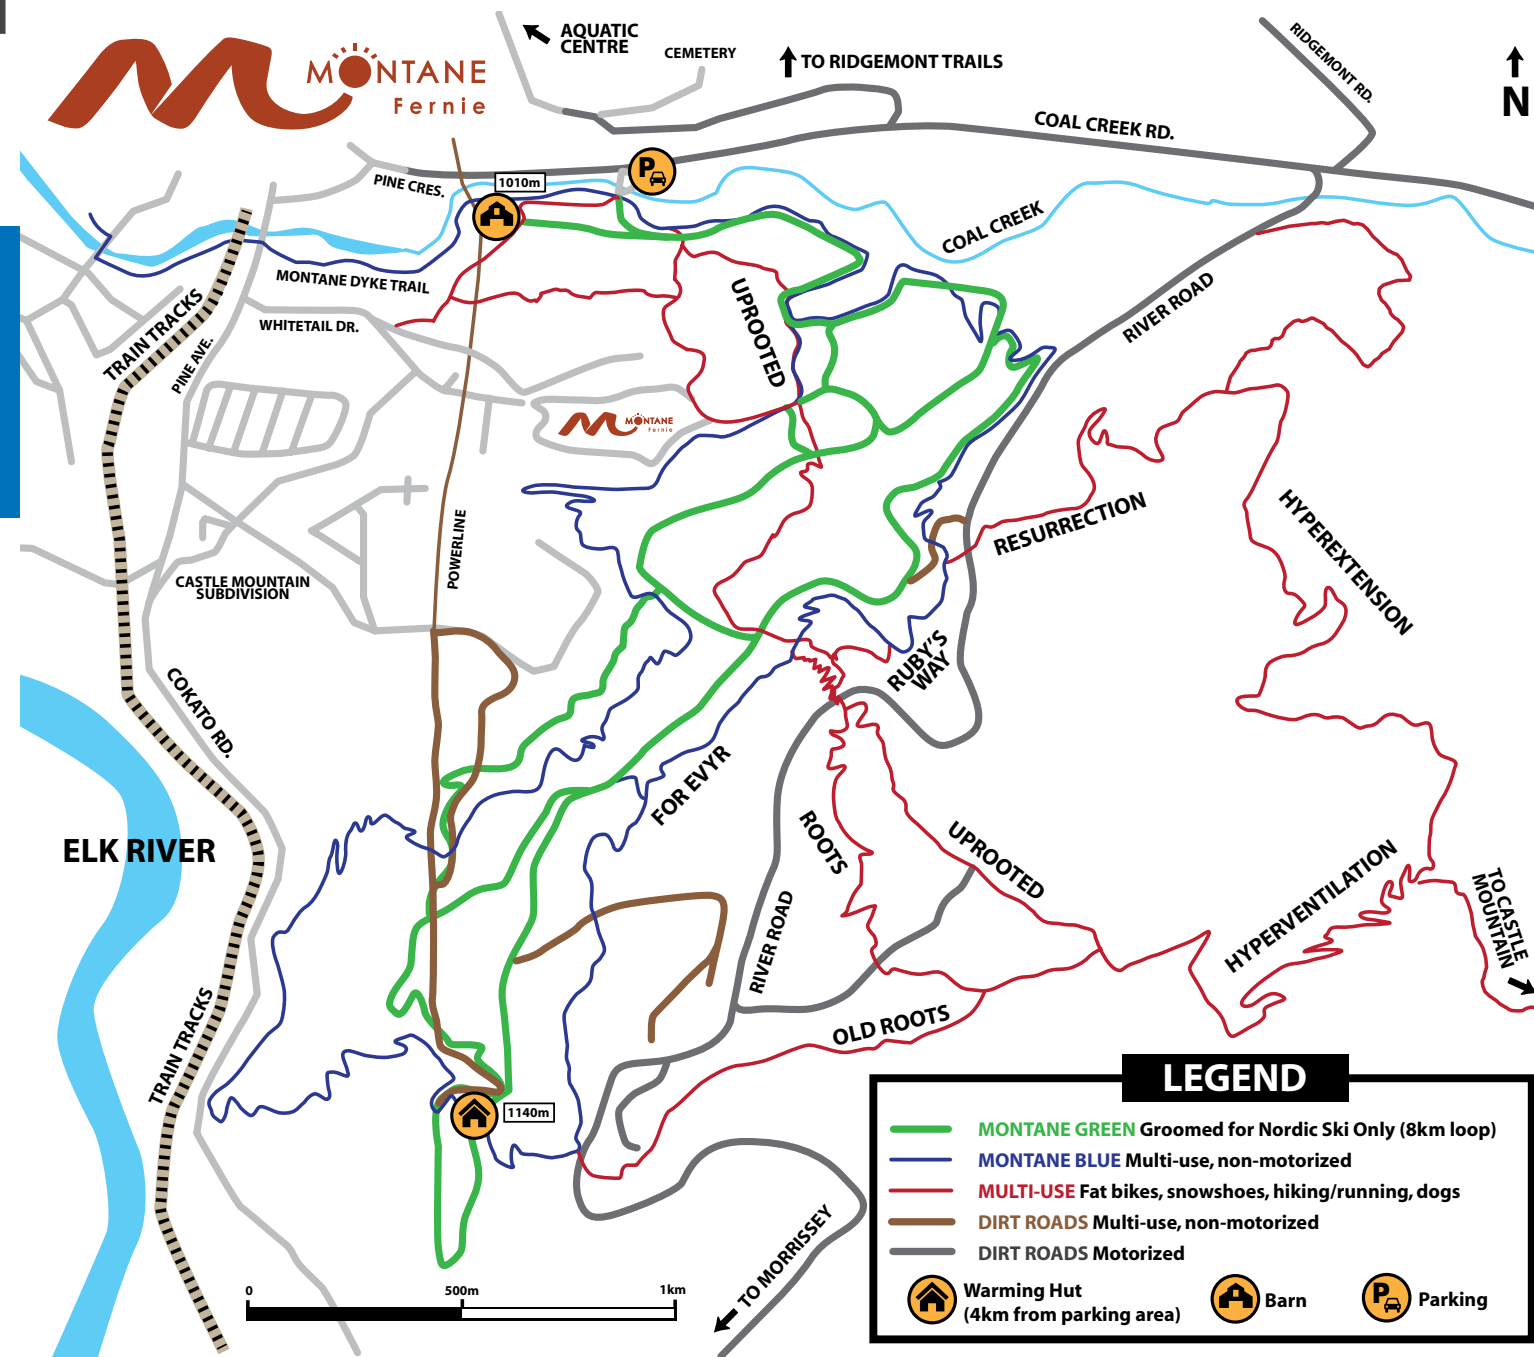 AQUATIC
CENTRE
CEMETERY
TO RIDGEMONT TRAILS
RIDGEMONT RD.
N
MONTANE
Fernie
COAL CREEK RD.
P
PINE CRES.
1010m
COAL CREEK
MONTANE DYKE TRAIL
TRAIN TRACKS
WHITETAIL DR.
PINE AVE.
UPROOTED
RIVER ROAD
MONTANE
Fernie
POWERLINE
RESURRECTION
HYPEREXTENSION
CASTLE MOUNTAIN
SUBDIVISION
RUBY'S
WAY
COKATO RD.
FOR EVYR
ELK RIVER
ROOTS
UPROOTED
HYPERVENTILATION
TO CASTLE
MOUNTAIN
RIVER ROAD
TRAIN TRACKS
OLD ROOTS
1140m
TO MORRISSEY
0 500m 1km
LEGEND
MONTANE GREEN Groomed for Nordic Ski Only (8km loop)
MONTANE BLUE Multi-use, non-motorized
MULTI-USE Fat bikes, snowshoes, hiking/running, dogs
DIRT ROADS Multi-use, non-motorized
DIRT ROADS Motorized
Warming Hut
(4km from parking area)
Barn
P
Parking